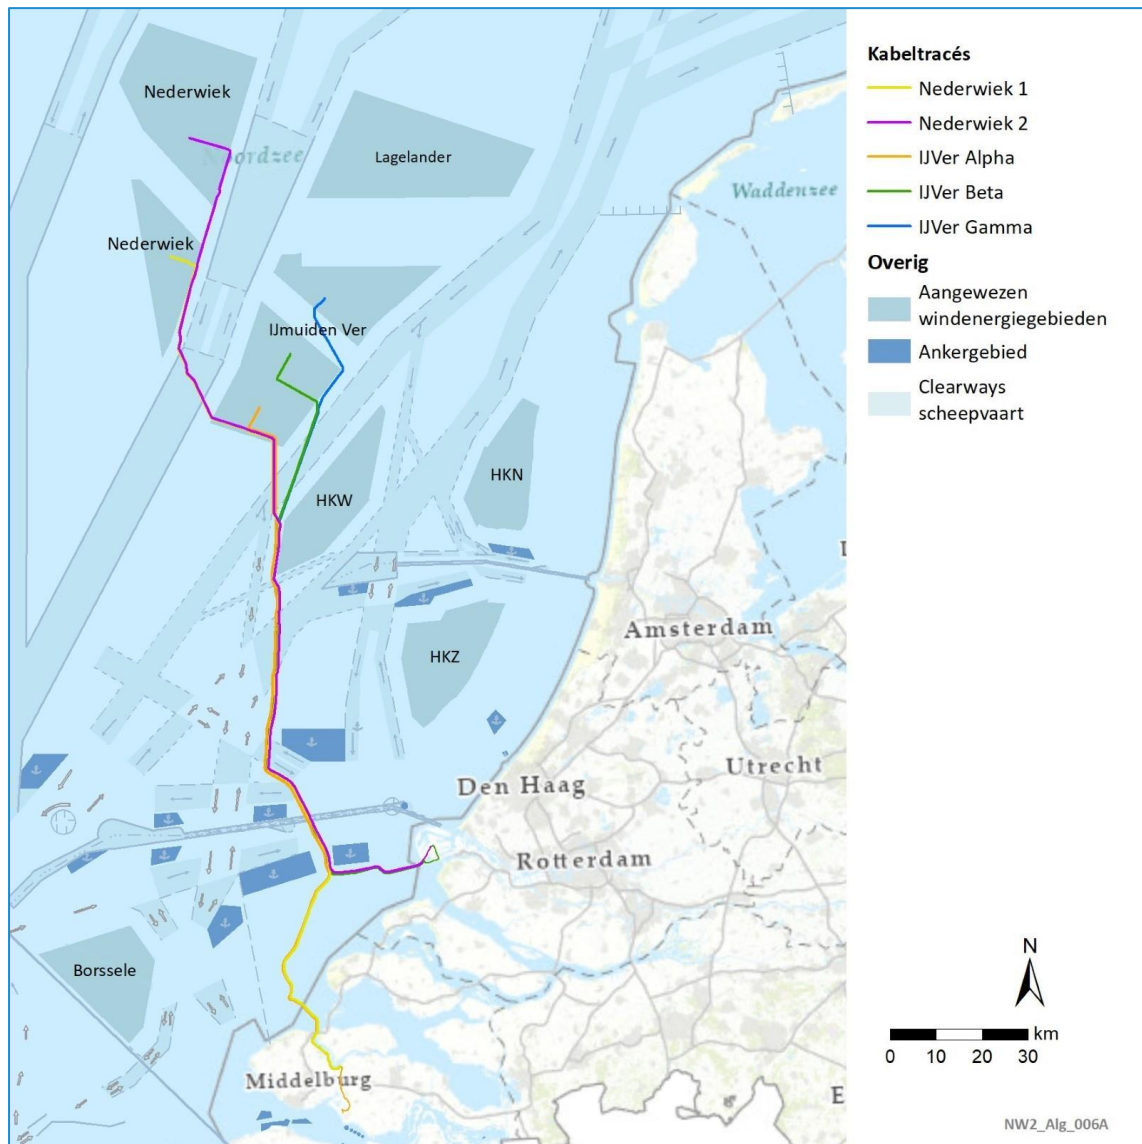 Nederwiek
Noordzee
Lagelander
Waddenzee
Nederwiek
IJmuiden Ver
HKW
HKN
HKZ
Amsterdam
Utrecht
Den Haag
Rotterdam
Borssele
Middelburg
Kabeltracés
Nederwiek 1
Nederwiek 2
IJVer Alpha
IJVer Beta
IJVer Gamma
Overig
Aangewezen
windenergiegebieden
Ankergebied
Clearways
scheepvaart
N
km
0 10 20 30
NW2_Alg_006A